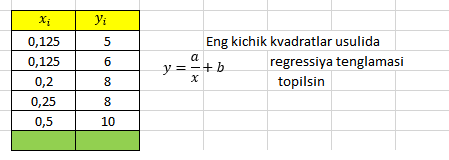 xᵢ yᵢ
0,125 5 Eng kichik kvadratlar usulida
0,125 6 y = a/x + b regressiya tenglamasi
0,2 8 topilsin
0,25 8
0,5 10